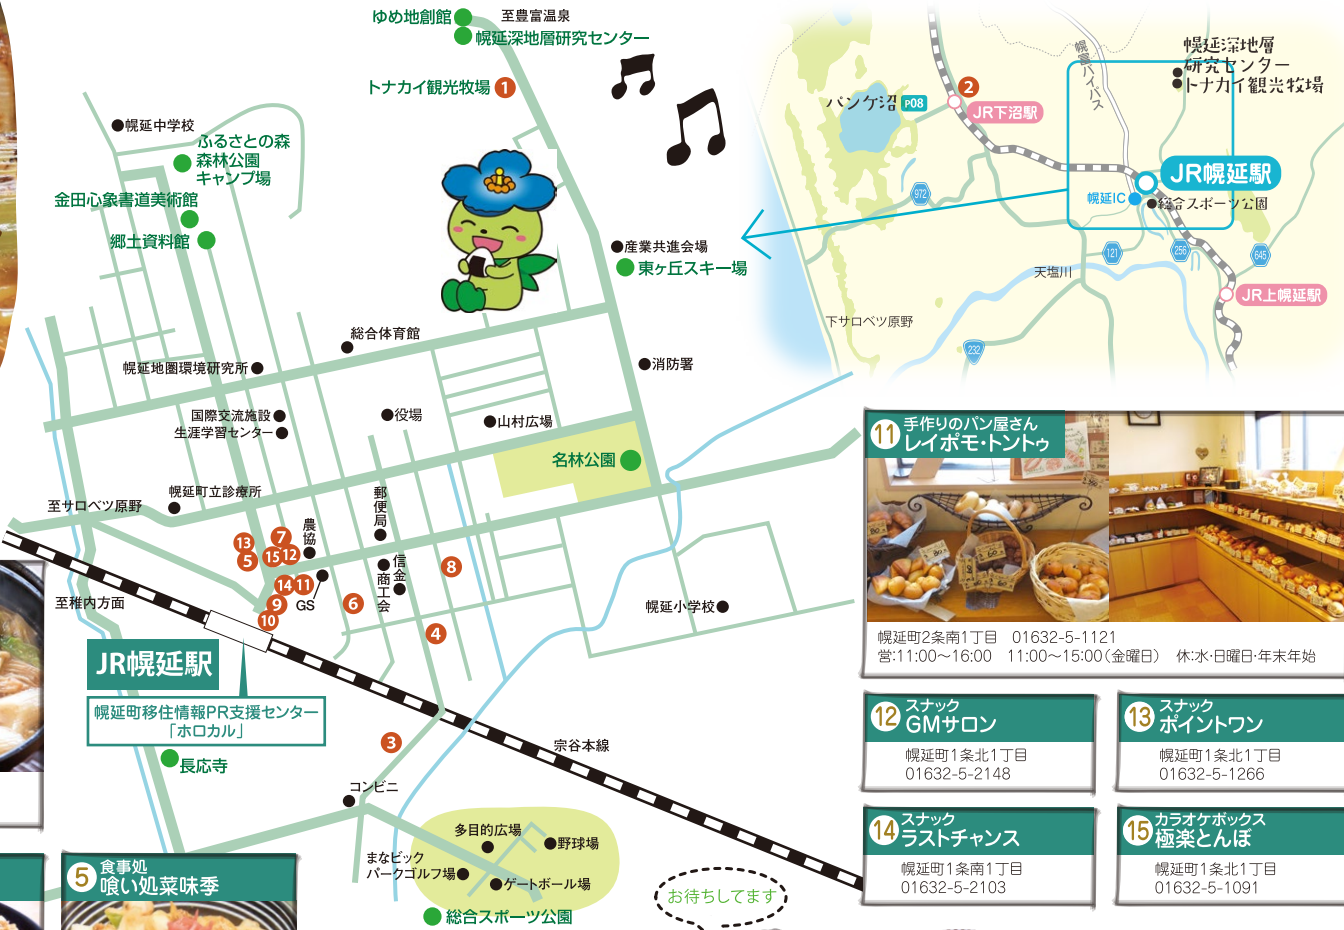 ゆめ地創館
至豊富温泉
幌延深地層研究センター
トナカイ観光牧場 1
幌延中学校
ふるさとの森
森林公園
キャンプ場
金田心象書道美術館
郷土資料館
産業共進会場
東ヶ丘スキー場
総合体育館
幌延地圏環境研究所
消防署
国際交流施設
生涯学習センター
役場
山村広場
名林公園
幌延町立診療所
至サロベツ原野
郵便局
農協
13
7
5
15
12
信金
商工会
8
14
11
GS
9
10
6
4
至稚内方面
幌延小学校
JR幌延駅
幌延町移住情報PR支援センター
「ホロカル」
長応寺
3
宗谷本線
コンビニ
多目的広場
野球場
まなビック
パークゴルフ場
ゲートボール場
総合スポーツ公園
お待ちしてます
幌富バイパス
幌延深地層
研究センター
トナカイ観光牧場
パンケ沼 P08
2
JR下沼駅
JR幌延駅
幌延IC
総合スポーツ公園
972
121
256
645
天塩川
JR上幌延駅
下サロベツ原野
232
11 手作りのパン屋さん
レイポモ・トントゥ
幌延町2条南1丁目 01632-5-1121
営:11:00～16:00 11:00～15:00（金曜日） 休:水・日曜日・年末年始
12 スナック
GMサロン
幌延町1条北1丁目
01632-5-2148
13 スナック
ポイントワン
幌延町1条北1丁目
01632-5-1266
14 スナック
ラストチャンス
幌延町1条南1丁目
01632-5-2103
15 カラオケボックス
極楽とんぼ
幌延町1条北1丁目
01632-5-1091
5 食事処
喰い処菜味季